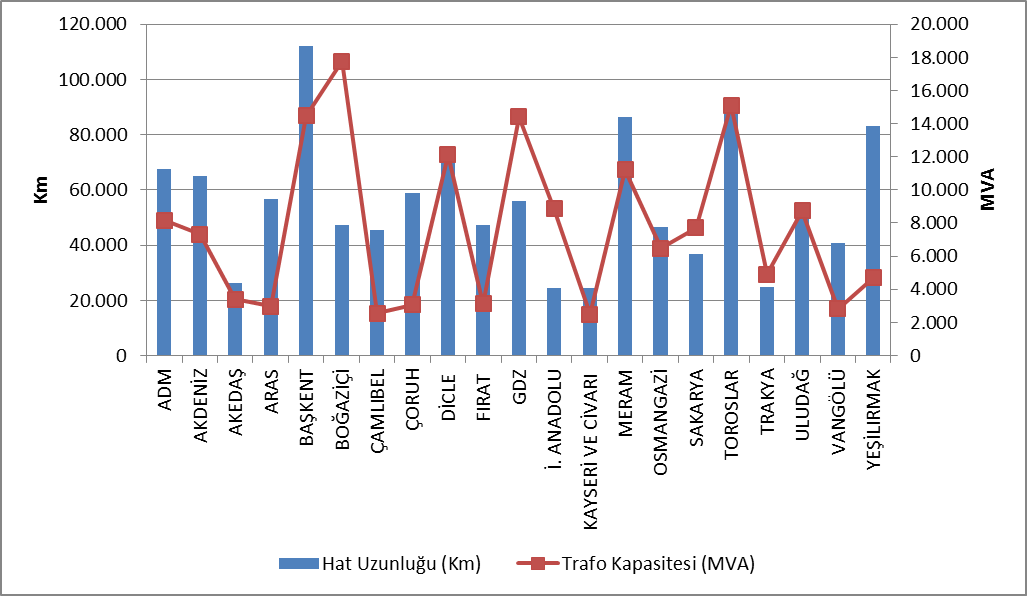 120.000
100.000
80.000
60.000
40.000
20.000
0
Km
20.000
18.000
16.000
14.000
12.000
10.000
8.000
6.000
4.000
2.000
0
MVA
ADM
AKDENİZ
AKEDAŞ
ARAS
BAŞKENT
BOĞAZİÇİ
ÇAMLIBEL
ÇORUH
DİCLE
FIRAT
GDZ
İ. ANADOLU
KAYSERİ VE CİVARI
MERAM
OSMANGAZİ
SAKARYA
TOROSLAR
TRAKYA
ULUDAĞ
VANGÖLÜ
YEŞİLIRMAK
Hat Uzunluğu (Km)
Trafo Kapasitesi (MVA)